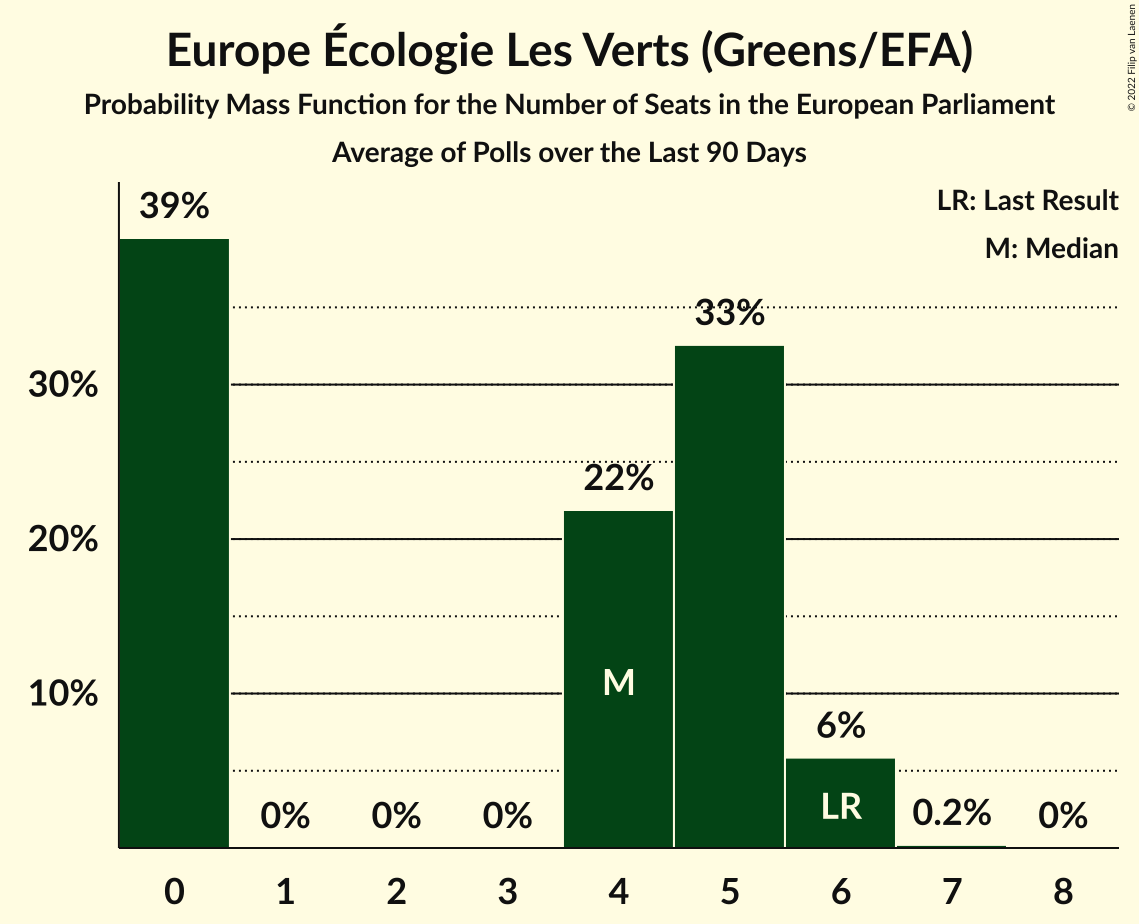 Europe Écologie Les Verts (Greens/EFA)
Probability Mass Function for the Number of Seats in the European Parliament
Average of Polls over the Last 90 Days
© 2022 Filip van Laenen
LR: Last Result
M: Median
39%
33%
30%
22%
20%
M
10%
6%
LR
0%
0%
0%
0.2%
0%
0
1
2
3
4
5
6
7
8